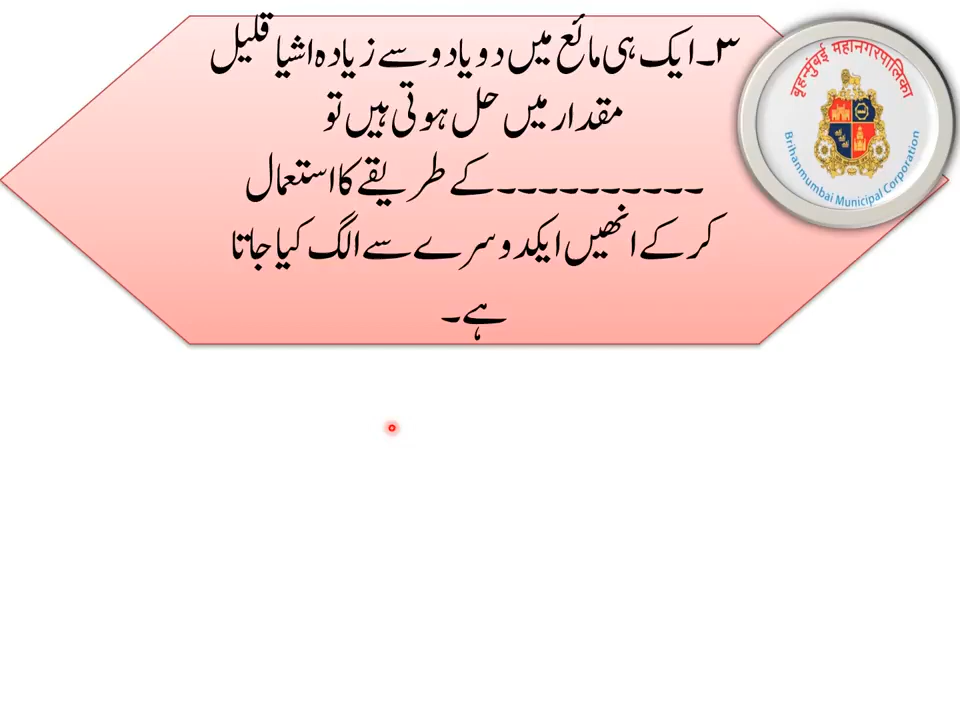 ۳۔ایک ہی مائع میں دو یا دو سے زیادہ اشیا قلیل
مقدار میں حل ہوتی ہیں تو
۔۔۔۔۔۔۔۔۔۔۔ کے طریقے کا استعمال
کر کے انھیں ایکدوسرے سے الگ کیا جاتا
ہے۔
बृहन्मुंबई महानगरपालिका
Brihanmumbai Municipal Corporation